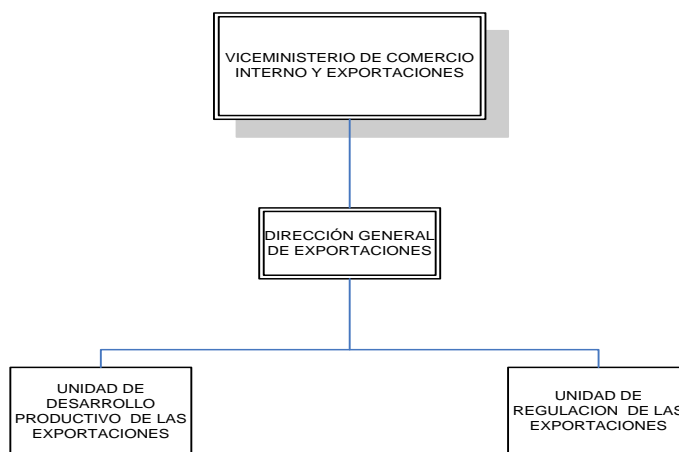 VICEMINISTERIO DE COMERCIO
INTERNO Y EXPORTACIONES
DIRECCIÓN GENERAL
DE EXPORTACIONES
UNIDAD DE
DESARROLLO
PRODUCTIVO DE LAS
EXPORTACIONES
UNIDAD DE
REGULACION DE LAS
EXPORTACIONES